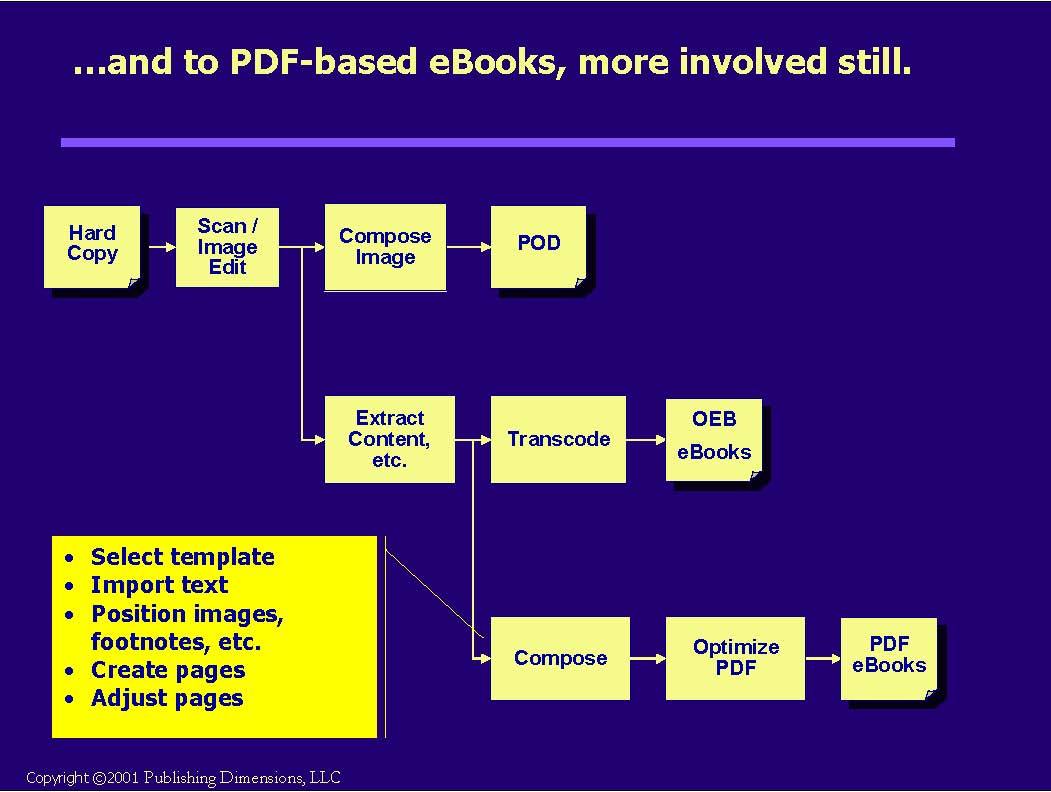 …and to PDF-based eBooks, more involved still.
Hard
Copy
Scan /
Image
Edit
Compose
Image
POD
Extract
Content,
etc.
Transcode
OEB
eBooks
• Select template
• Import text
• Position images,
footnotes, etc.
• Create pages
• Adjust pages
Compose
Optimize
PDF
PDF
eBooks
Copyright ©2001 Publishing Dimensions, LLC